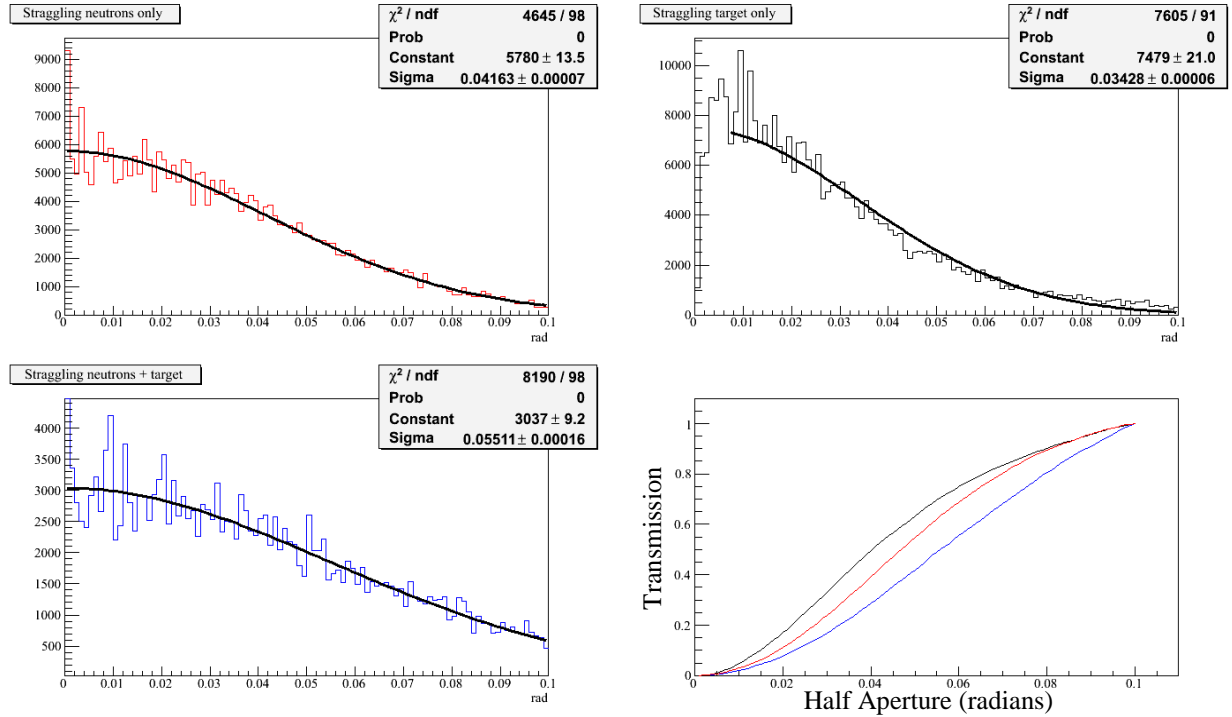 Straggling neutrons only
χ² / ndf 4645 / 98
Prob 0
Constant 5780 ± 13.5
Sigma 0.04163 ± 0.00007
9000
8000
7000
6000
5000
4000
3000
2000
1000
0
0 0.01 0.02 0.03 0.04 0.05 0.06 0.07 0.08 0.09 0.1
rad
Straggling target only
χ² / ndf 7605 / 91
Prob 0
Constant 7479 ± 21.0
Sigma 0.03428 ± 0.00006
10000
8000
6000
4000
2000
0
0 0.01 0.02 0.03 0.04 0.05 0.06 0.07 0.08 0.09 0.1
rad
Straggling neutrons + target
χ² / ndf 8190 / 98
Prob 0
Constant 3037 ± 9.2
Sigma 0.05511 ± 0.00016
4000
3500
3000
2500
2000
1500
1000
500
0 0.01 0.02 0.03 0.04 0.05 0.06 0.07 0.08 0.09 0.1
rad
Transmission
1
0.8
0.6
0.4
0.2
0
0.02 0.04 0.06 0.08 0.1
Half Aperture (radians)